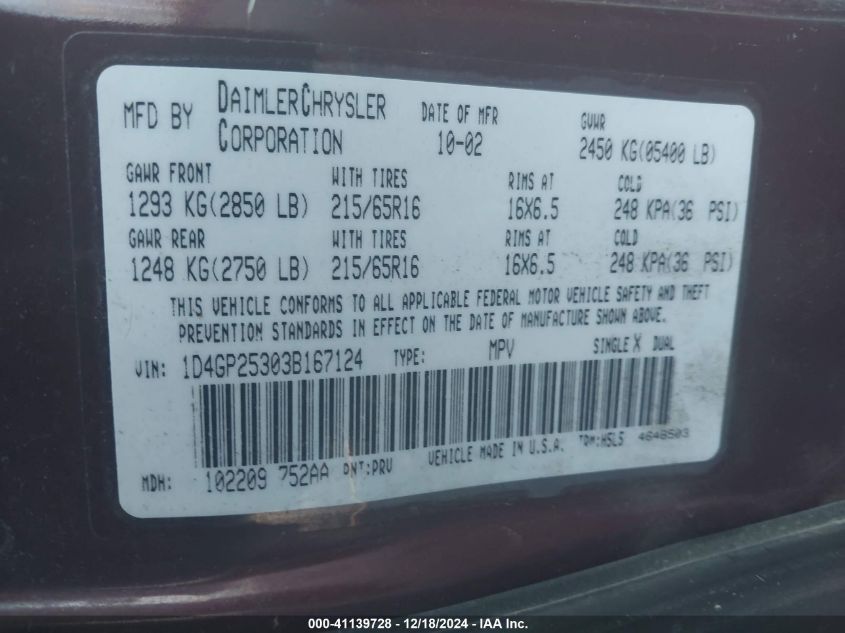 MFD BY DAIMLERCHRYSLER CORPORATION DATE OF MFR 10-02 GVWR 2450 KG(05400 LB)
GAWR FRONT WITH TIRES RIMS AT COLD
1293 KG(2850 LB) 215/65R16 16X6.5 248 KPA(36 PSI)
GAWR REAR WITH TIRES RIMS AT COLD
1248 KG(2750 LB) 215/65R16 16X6.5 248 KPA(36 PSI)
THIS VEHICLE CONFORMS TO ALL APPLICABLE FEDERAL MOTOR VEHICLE SAFETY AND THEFT
PREVENTION STANDARDS IN EFFECT ON THE DATE OF MANUFACTURE SHOWN ABOVE.
VIN: 1D4GP25303B167124 TYPE: MPV SINGLE X DUAL
MDH: 102209 752AA PNT:PRV VEHICLE MADE IN U.S.A. TRM:H5L5 4648503
000-41139728 - 12/18/2024 - IAA Inc.